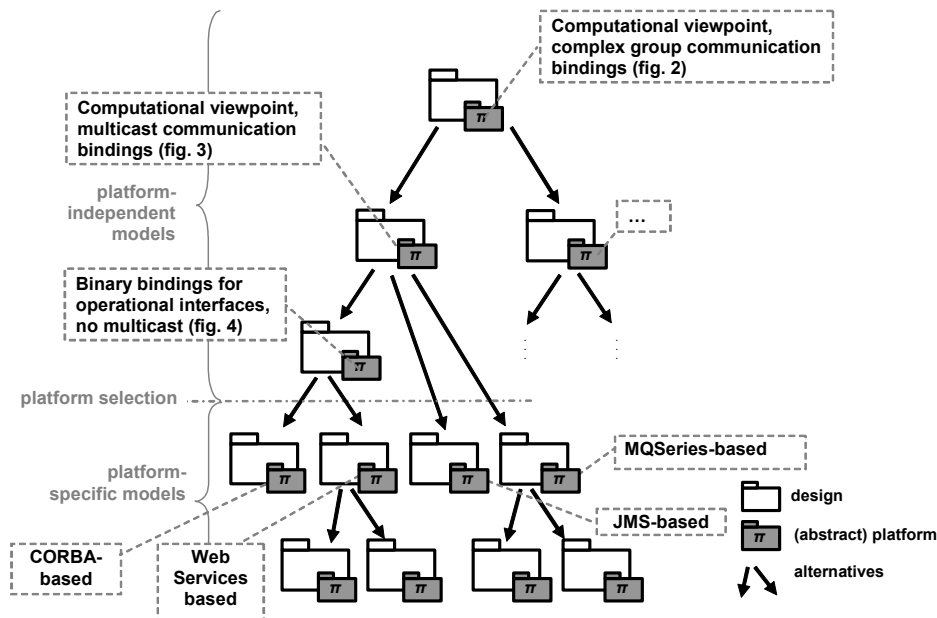 Computational viewpoint,
complex group communication
bindings (fig. 2)
π
Computational viewpoint,
multicast communication
bindings (fig. 3)
platform-
independent
models
π
π
...
Binary bindings for
operational interfaces,
no multicast (fig. 4)
π
platform selection
π
π
π
π
MQSeries-based
platform-
specific models
JMS-based
CORBA-
based
Web
Services
based
π
π
π
π
design
π
(abstract) platform
alternatives